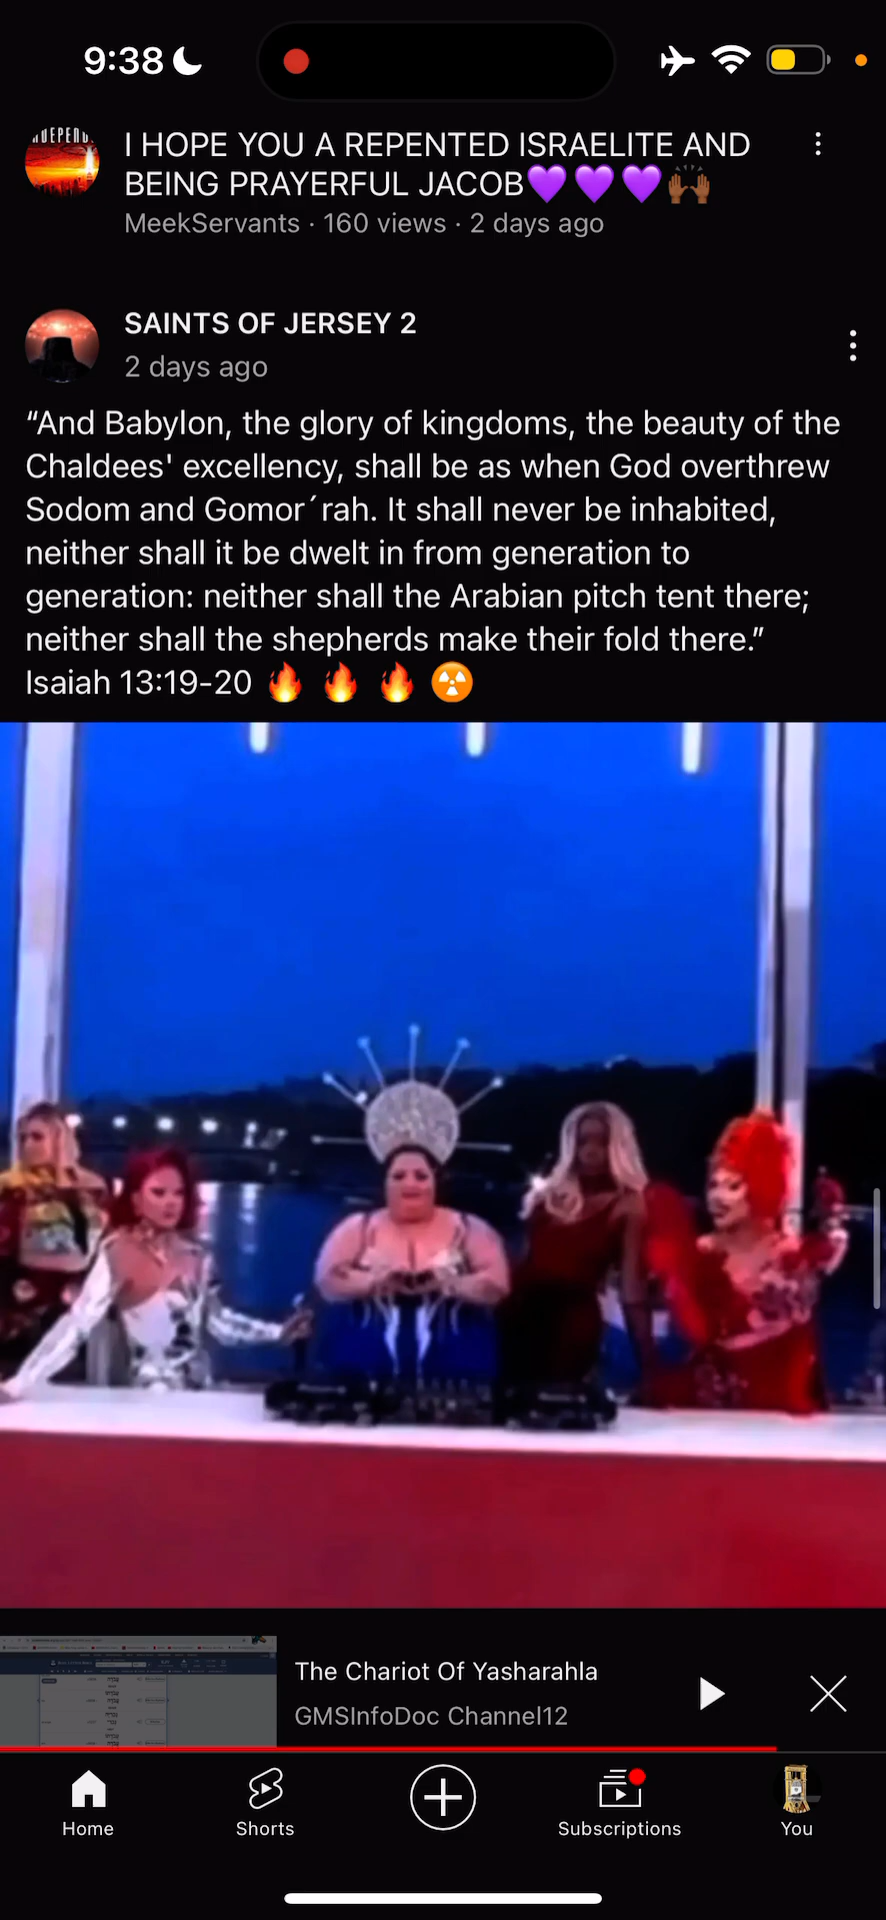 9:38
I HOPE YOU A REPENTED ISRAELITE AND
BEING PRAYERFUL JACOB💜💜💜🙌🏾
MeekServants · 160 views · 2 days ago
SAINTS OF JERSEY 2
2 days ago
“And Babylon, the glory of kingdoms, the beauty of the
Chaldees' excellency, shall be as when God overthrew
Sodom and Gomor´rah. It shall never be inhabited,
neither shall it be dwelt in from generation to
generation: neither shall the Arabian pitch tent there;
neither shall the shepherds make their fold there.”
Isaiah 13:19-20 🔥 🔥 🔥 ☢️
The Chariot Of Yasharahla
GMSInfoDoc Channel12
Home
Shorts
Subscriptions
You